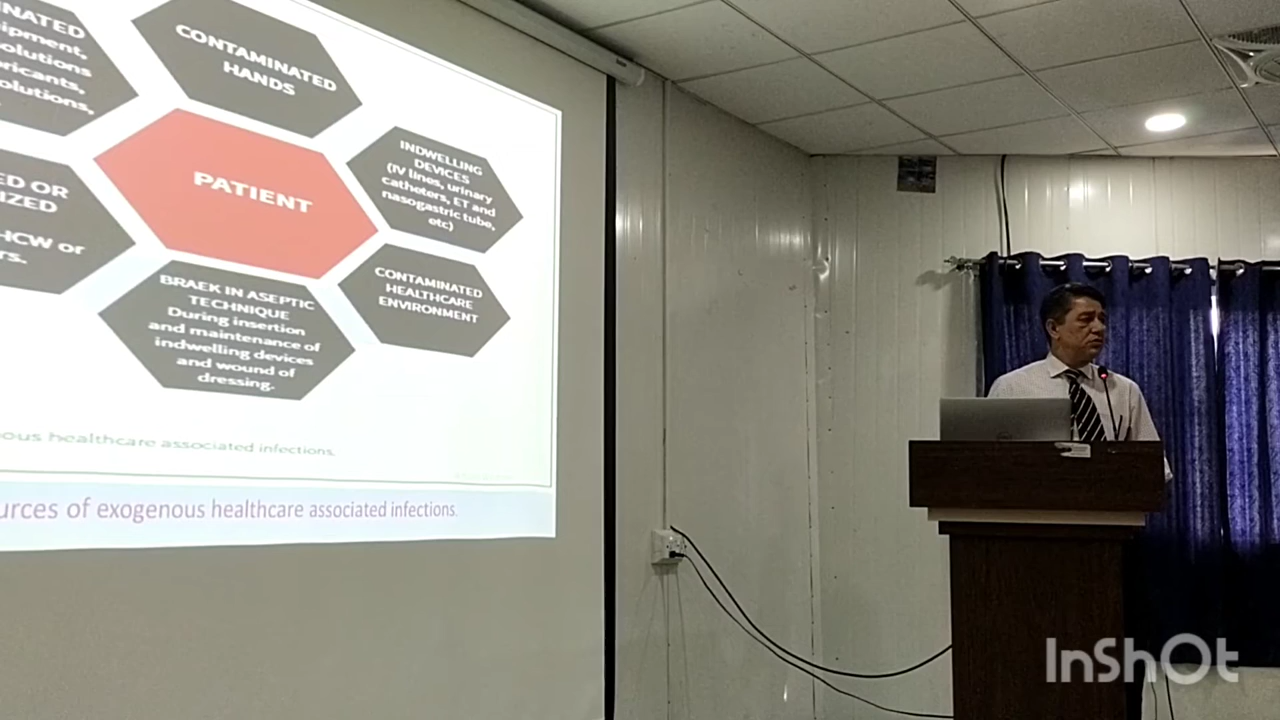 NATED
ipment,
olutions
ricants,
olutions,
CONTAMINATED
HANDS
INDWELLING
DEVICES
(IV lines, urinary
catheters, ET and
nasogastric tube,
etc)
PATIENT
ED OR
IZED
HCW or
rs.
CONTAMINATED
HEALTHCARE
ENVIRONMENT
BRAEK IN ASEPTIC
TECHNIQUE
During insertion
and maintenance of
indwelling devices
and wound of
dressing.
ous healthcare associated infections.
urces of exogenous healthcare associated infections.
InShOt